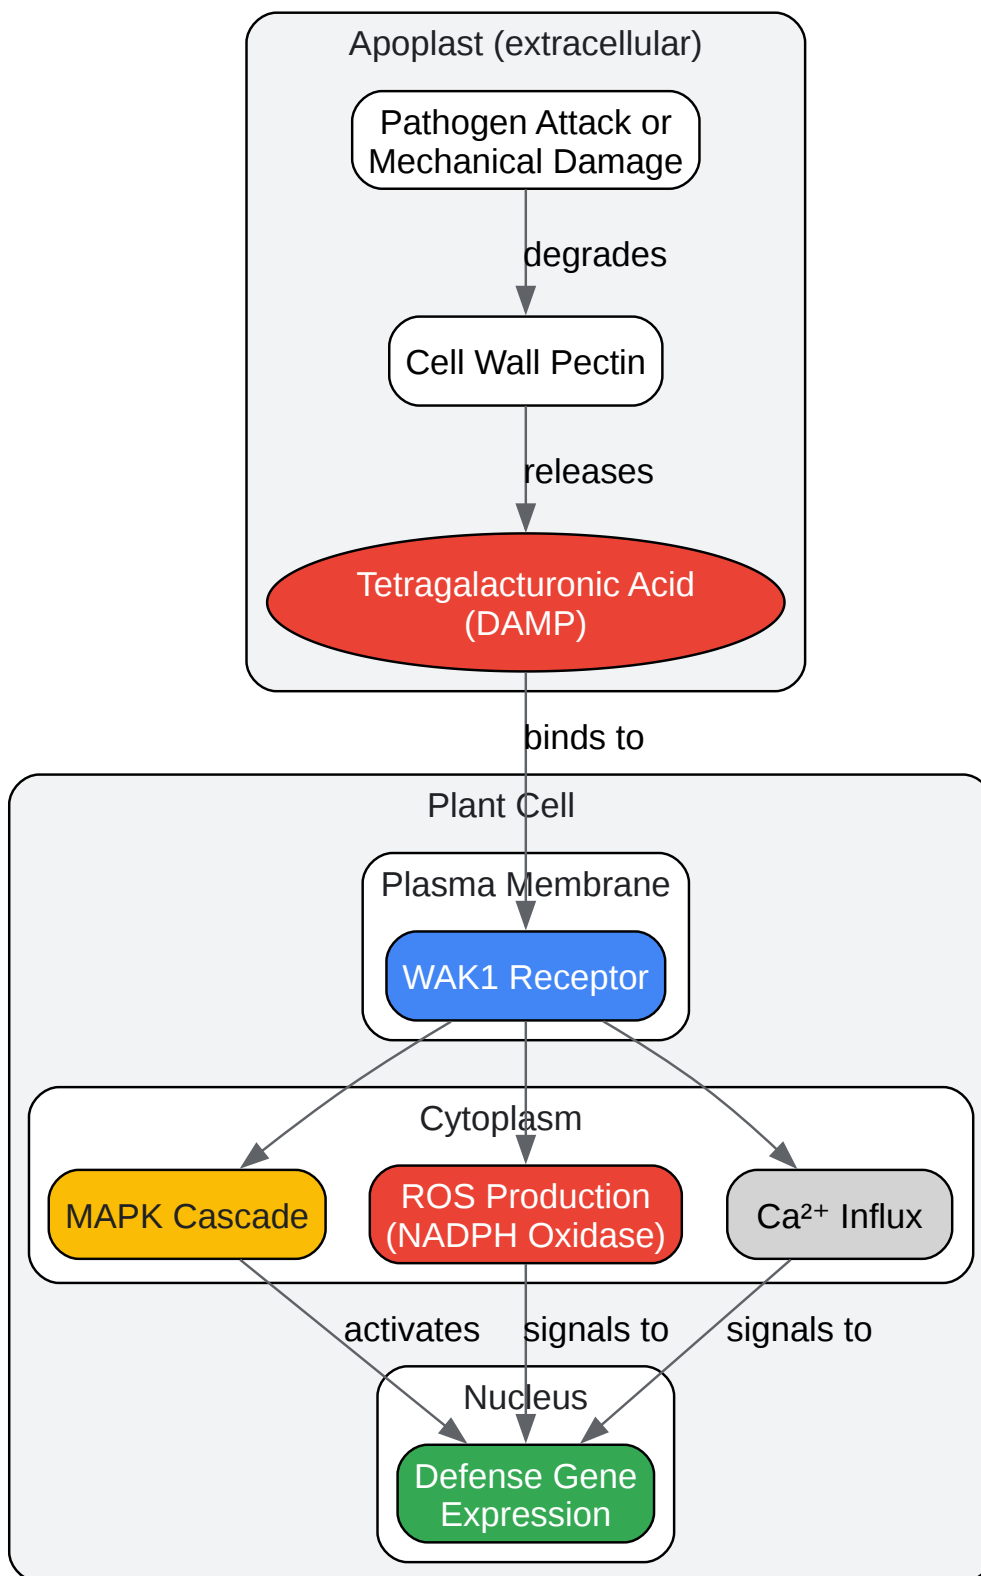 Apoplast (extracellular)
Pathogen Attack or
Mechanical Damage
degrades
Cell Wall Pectin
releases
Tetragalacturonic Acid
(DAMP)
binds to
Plant Cell
Plasma Membrane
WAK1 Receptor
Cytoplasm
MAPK Cascade
ROS Production
(NADPH Oxidase)
Ca²⁺ Influx
activates
signals to
signals to
Nucleus
Defense Gene
Expression